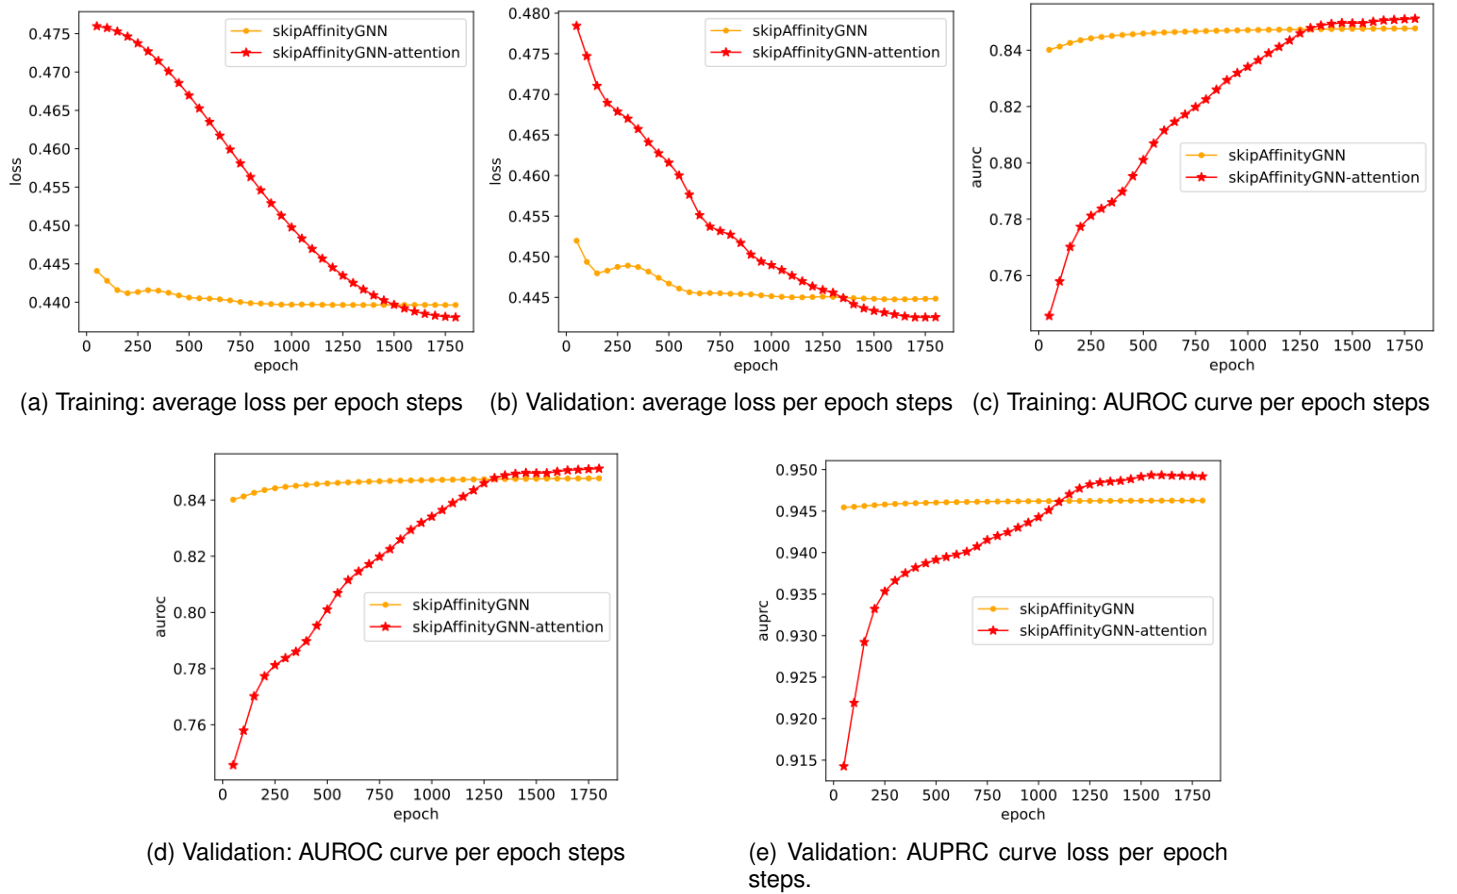 0.475
0.470
0.465
0.460
0.455
0.450
0.445
0.440
loss
skipAffinityGNN
skipAffinityGNN-attention
0 250 500 750 1000 1250 1500 1750
epoch
(a) Training: average loss per epoch steps
0.480
0.475
0.470
0.465
0.460
0.455
0.450
0.445
loss
skipAffinityGNN
skipAffinityGNN-attention
0 250 500 750 1000 1250 1500 1750
epoch
(b) Validation: average loss per epoch steps
0.84
0.82
0.80
0.78
0.76
auroc
skipAffinityGNN
skipAffinityGNN-attention
0 250 500 750 1000 1250 1500 1750
epoch
(c) Training: AUROC curve per epoch steps
0.84
0.82
0.80
0.78
0.76
auroc
skipAffinityGNN
skipAffinityGNN-attention
0 250 500 750 1000 1250 1500 1750
epoch
(d) Validation: AUROC curve per epoch steps
0.950
0.945
0.940
0.935
0.930
0.925
0.920
0.915
auprc
skipAffinityGNN
skipAffinityGNN-attention
0 250 500 750 1000 1250 1500 1750
epoch
(e) Validation: AUPRC curve loss per epoch
steps.